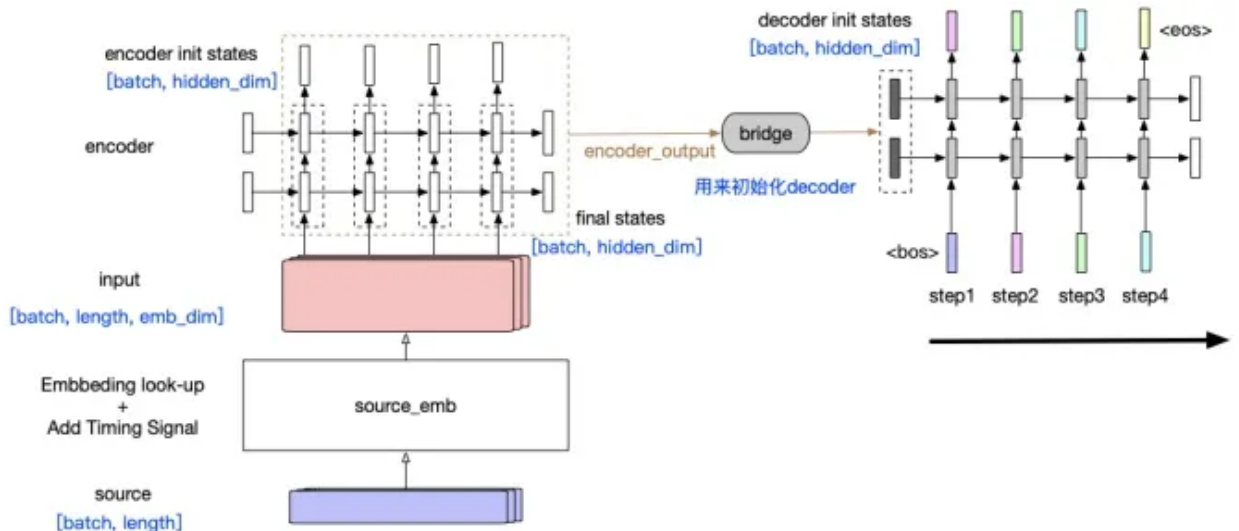 encoder init states
[batch, hidden_dim]
encoder
encoder_output
bridge
用来初始化decoder
final states
[batch, hidden_dim]
input
[batch, length, emb_dim]
Embbeding look-up
+
Add Timing Signal
source_emb
source
[batch, length]
decoder init states
[batch, hidden_dim]
<eos>
<bos>
step1 step2 step3 step4